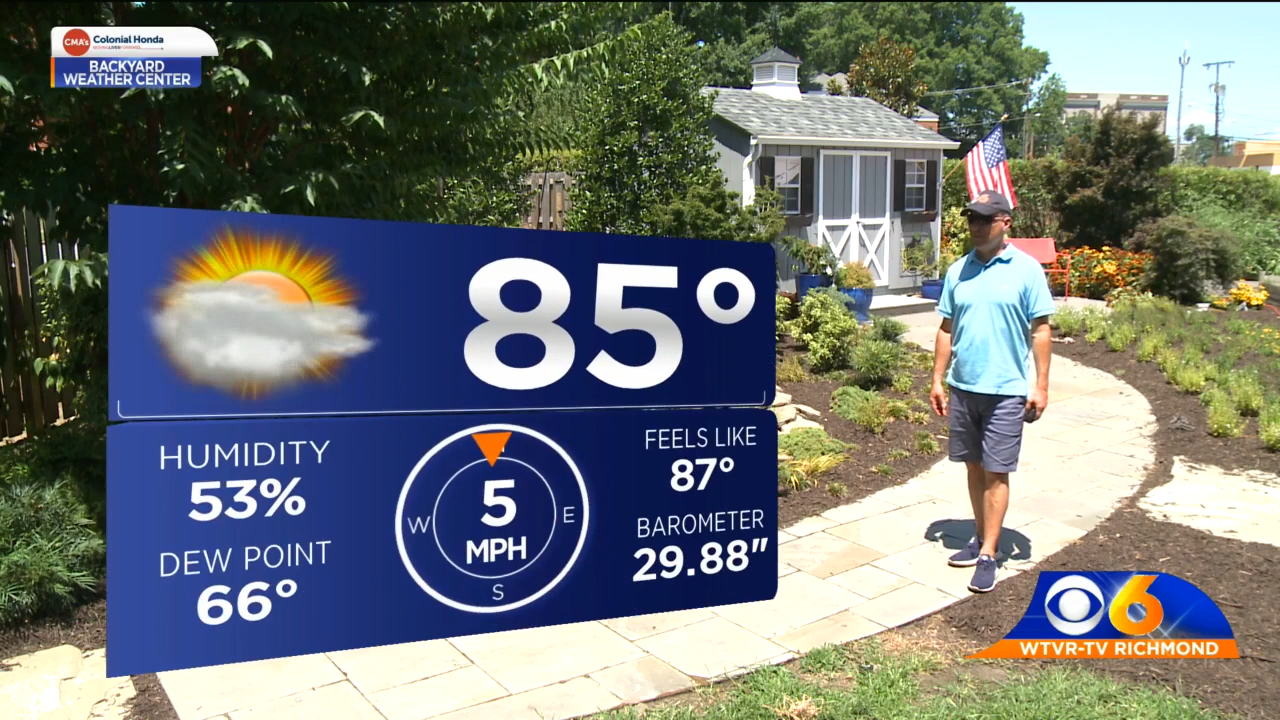 CMA's Colonial Honda
BACKYARD
WEATHER CENTER
85°
HUMIDITY
53%
DEW POINT
66°
W
E
S
5
MPH
FEELS LIKE
87°
BAROMETER
29.88"
6
WTVR-TV RICHMOND